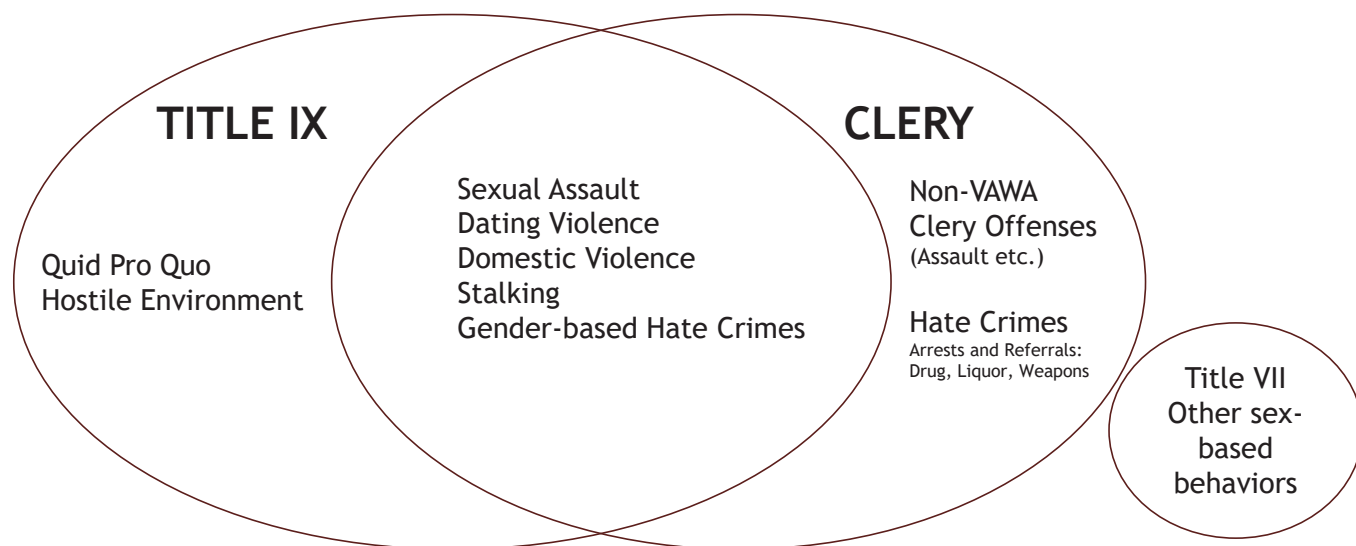 TITLE IX
Quid Pro Quo
Hostile Environment
Sexual Assault
Dating Violence
Domestic Violence
Stalking
Gender-based Hate Crimes
CLERY
Non-VAWA
Clery Offenses
(Assault etc.)
Hate Crimes
Arrests and Referrals:
Drug, Liquor, Weapons
Title VII
Other sex-
based
behaviors